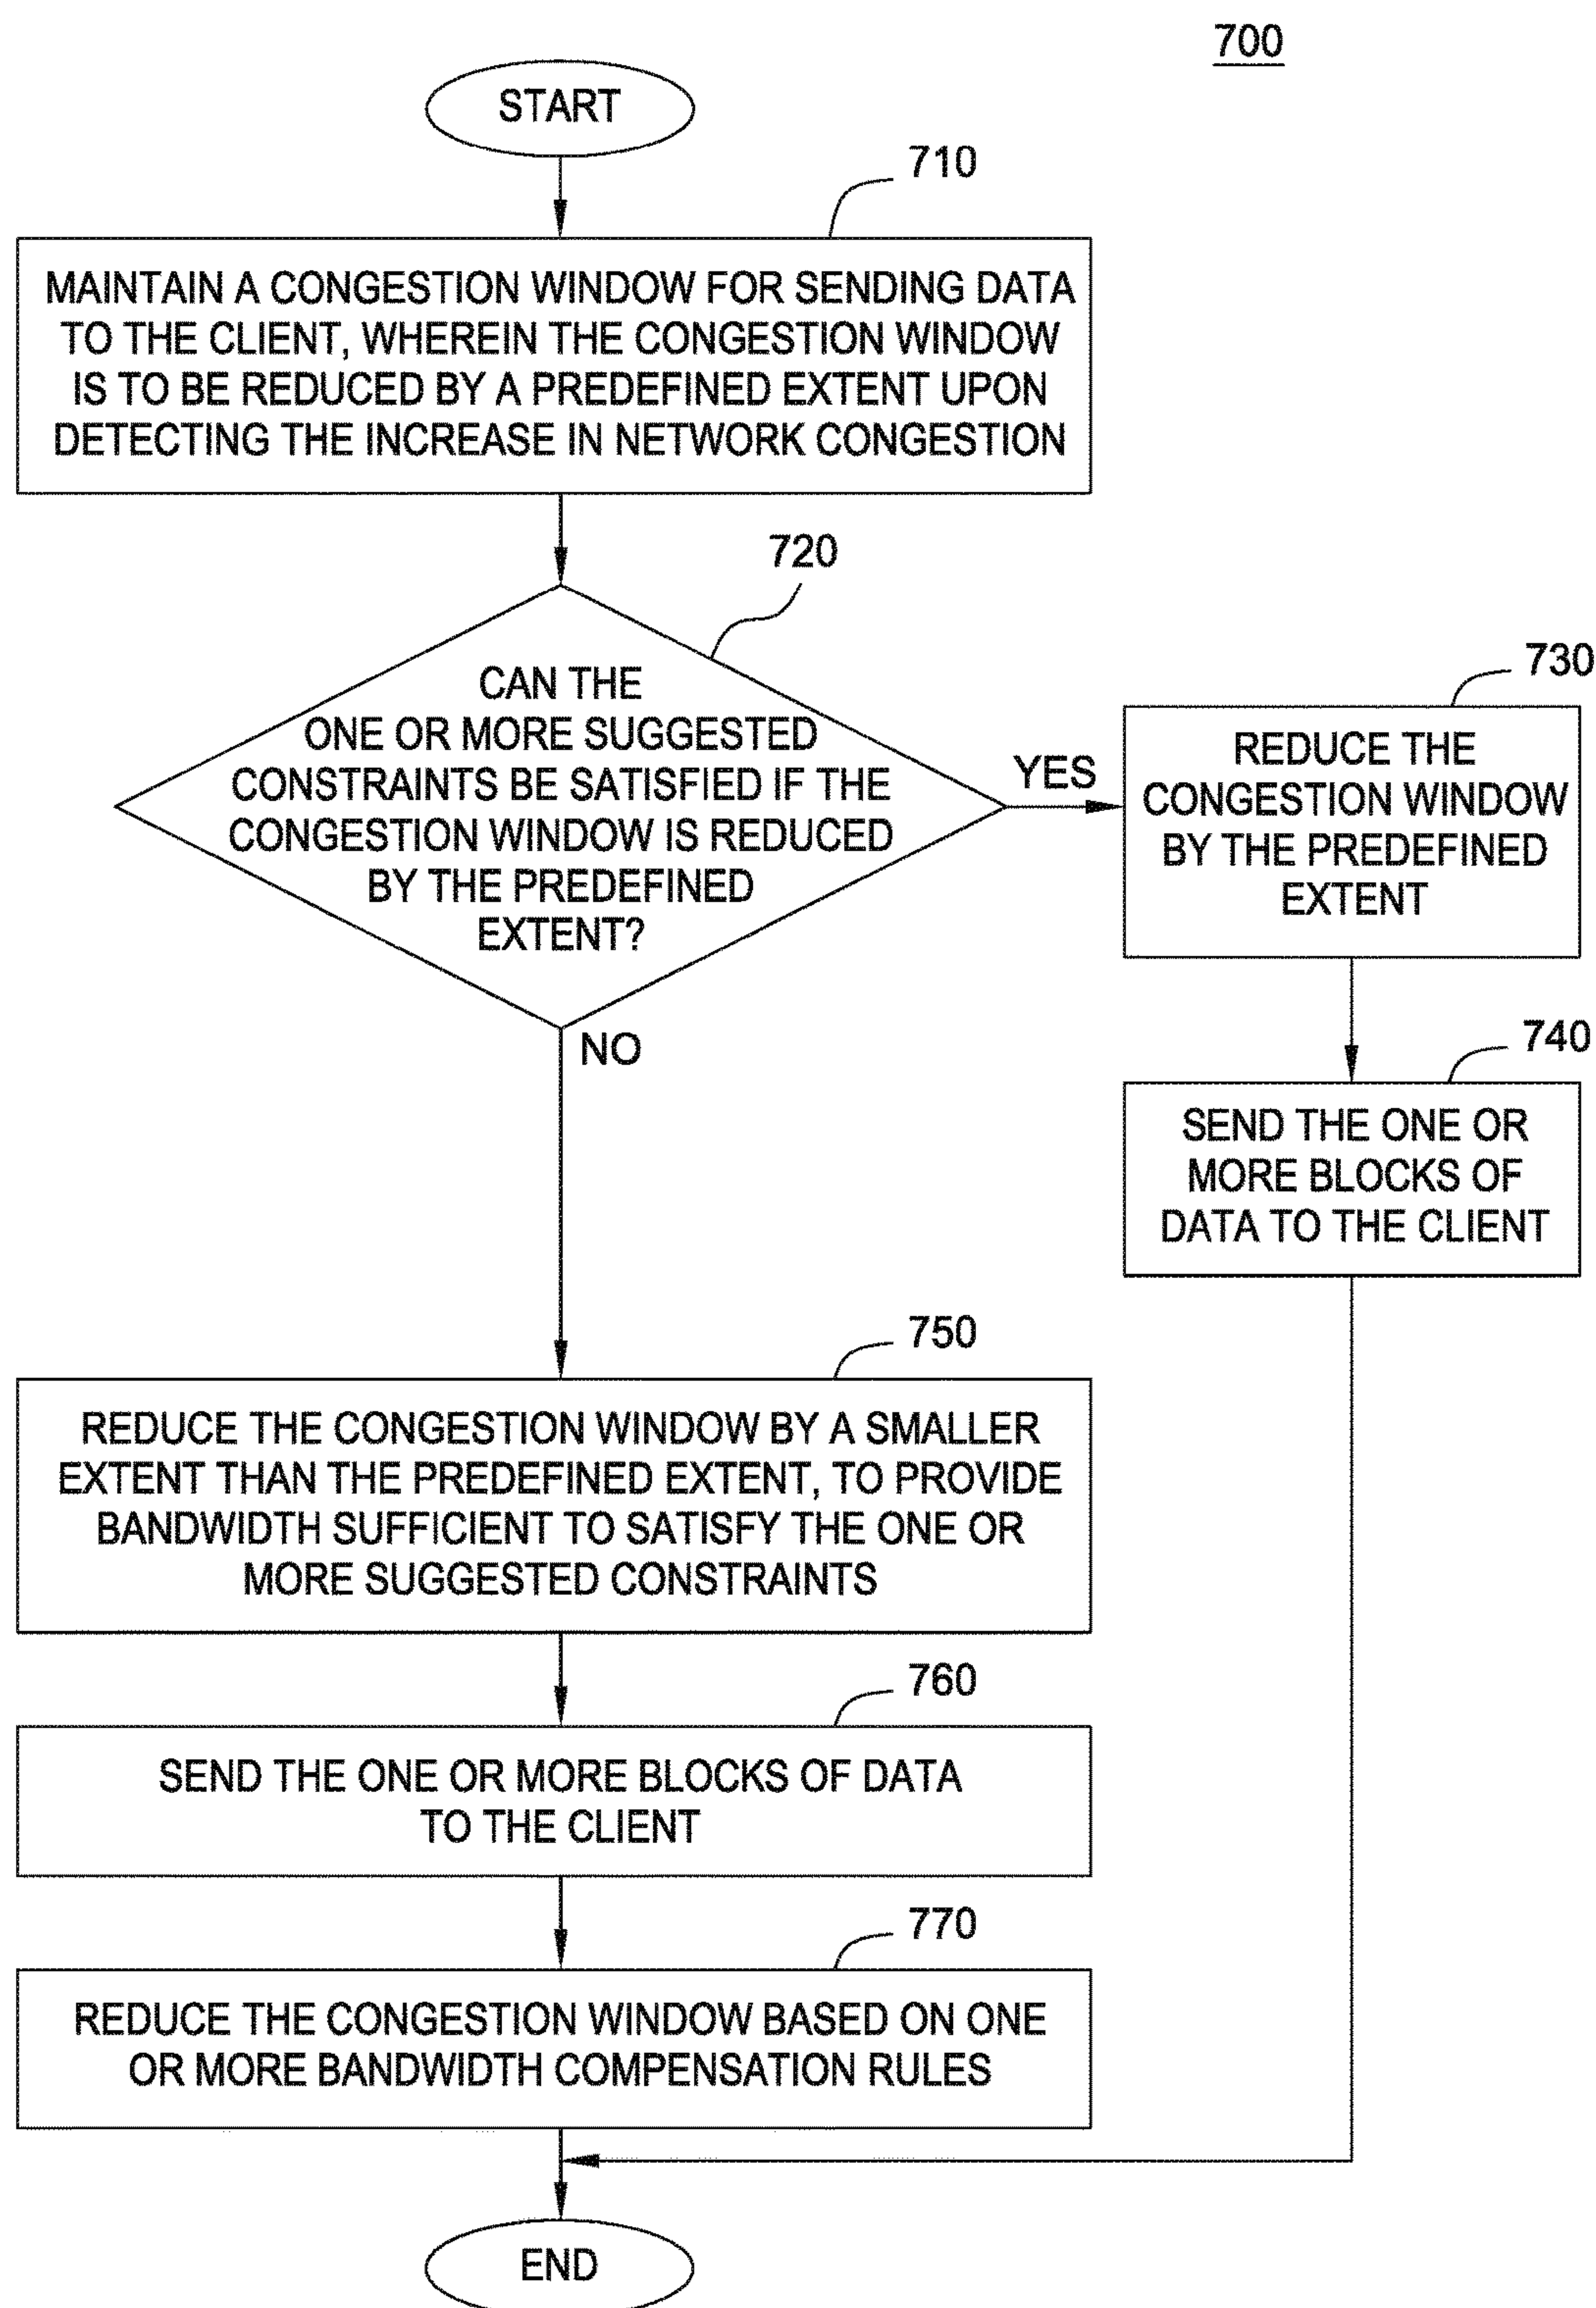 700
START
710
MAINTAIN A CONGESTION WINDOW FOR SENDING DATA
TO THE CLIENT, WHEREIN THE CONGESTION WINDOW
IS TO BE REDUCED BY A PREDEFINED EXTENT UPON
DETECTING THE INCREASE IN NETWORK CONGESTION
720
CAN THE
ONE OR MORE SUGGESTED
CONSTRAINTS BE SATISFIED IF THE
CONGESTION WINDOW IS REDUCED
BY THE PREDEFINED
EXTENT?
YES
730
REDUCE THE
CONGESTION WINDOW
BY THE PREDEFINED
EXTENT
NO
740
SEND THE ONE OR
MORE BLOCKS OF
DATA TO THE CLIENT
750
REDUCE THE CONGESTION WINDOW BY A SMALLER
EXTENT THAN THE PREDEFINED EXTENT, TO PROVIDE
BANDWIDTH SUFFICIENT TO SATISFY THE ONE OR
MORE SUGGESTED CONSTRAINTS
760
SEND THE ONE OR MORE BLOCKS OF DATA
TO THE CLIENT
770
REDUCE THE CONGESTION WINDOW BASED ON ONE
OR MORE BANDWIDTH COMPENSATION RULES
END